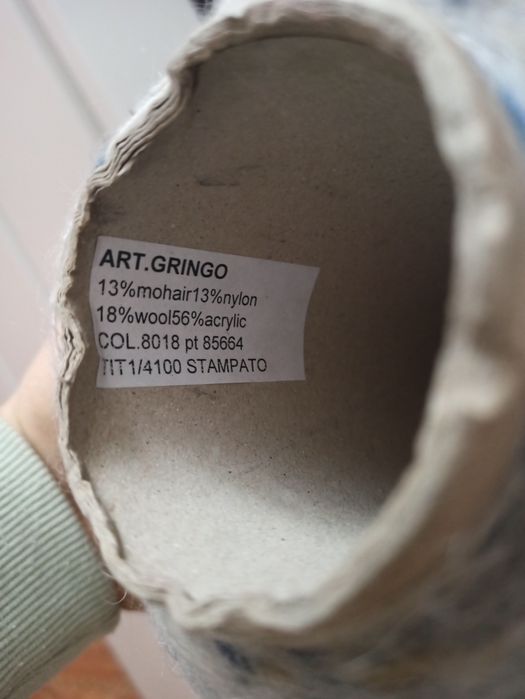 ART.GRINGO
13%mohair13%nylon
18%wool56%acrylic
COL.8018 pt 85664
TIT1/4100 STAMPATO